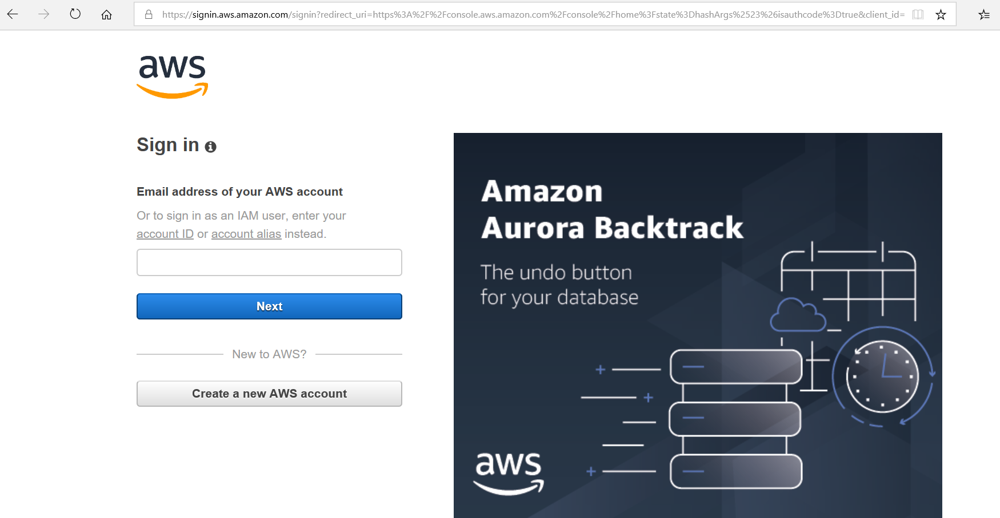 https://signin.aws.amazon.com/signin?redirect_uri=https%3A%2F%2Fconsole.aws.amazon.com%2Fconsole%2Fhome%3Fstate%3DhashArgs%2523%26isauthcode%3Dtrue&client_id=
aws
Sign in
Email address of your AWS account
Or to sign in as an IAM user, enter your
account ID or account alias instead.
Next
New to AWS?
Create a new AWS account
Amazon
Aurora Backtrack
The undo button
for your database
aws